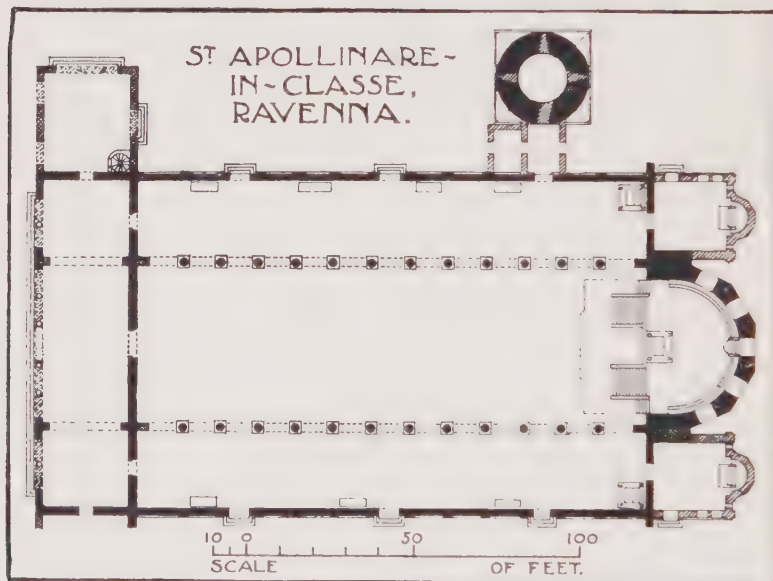 ST APOLLINARE-
IN-CLASSE,
RAVENNA.
10 0 50 100
SCALE OF FEET.